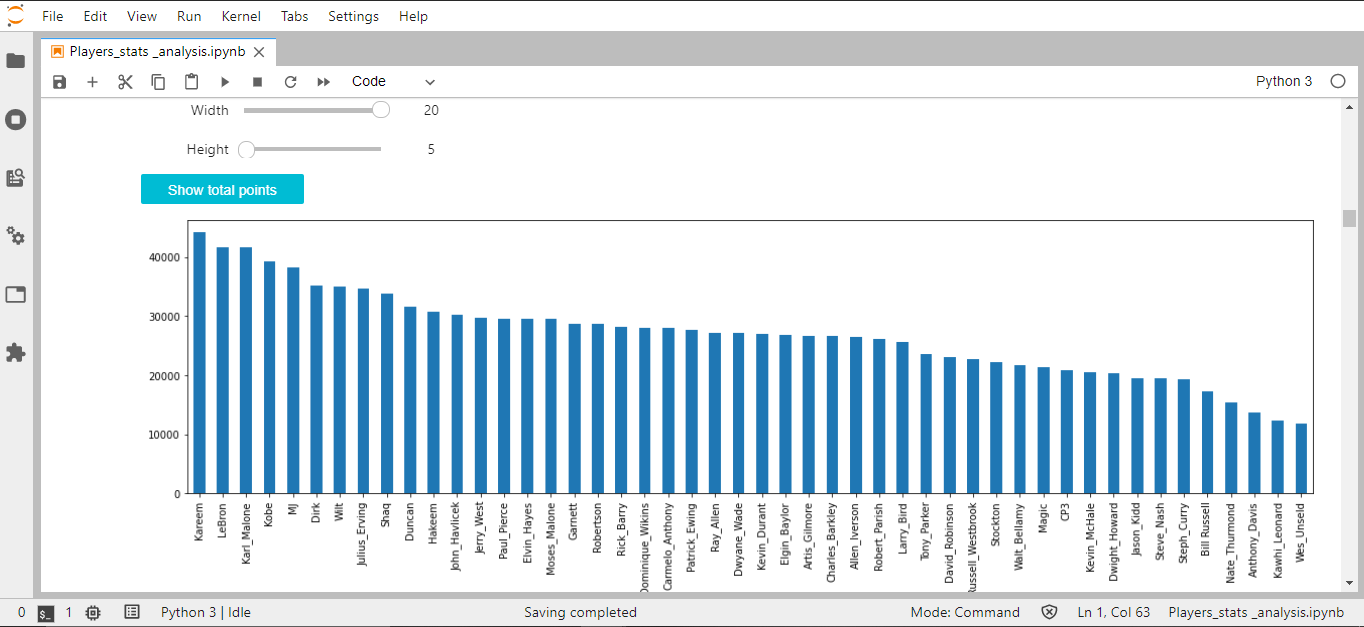 File Edit View Run Kernel Tabs Settings Help
Players_stats _analysis.ipynb
Code
Python 3
Width 20
Height 5
Show total points
40000
30000
20000
10000
0
Kareem
LeBron
Karl_Malone
Kobe
MJ
Dirk
Wilt
Julius_Erving
Shaq
Duncan
Hakeem
John_Havlicek
Jerry_West
Paul_Pierce
Elvin_Hayes
Moses_Malone
Garnett
Robertson
Rick_Barry
Dominique_Wikins
Carmelo_Anthony
Patrick_Ewing
Ray_Allen
Dwyane_Wade
Kevin_Durant
Elgin_Baylor
Artis_Gilmore
Charles_Barkley
Allen_Iverson
Robert_Parish
Larry_Bird
Tony_Parker
David_Robinson
Russell_Westbrook
Stockton
Walt_Bellamy
Magic
CP3
Kevin_McHale
Dwight_Howard
Jason_Kidd
Steve_Nash
Steph_Curry
Bill Russell
Nate_Thurmond
Anthony_Davis
Kawhi_Leonard
Wes_Unseld
0 $_ 1 Python 3 | Idle Saving completed Mode: Command Ln 1, Col 63 Players_stats _analysis.ipynb